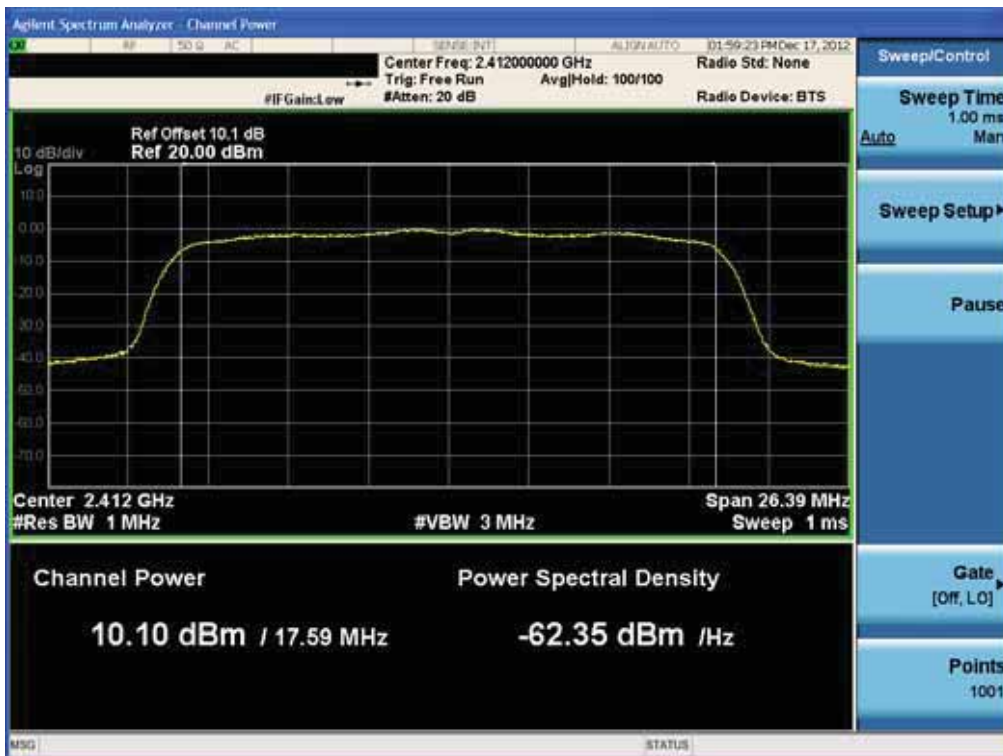 Agilent Spectrum Analyzer - Channel Power
RF 50 Ω AC SENSE:INT ALIGN AUTO 01:59:23 PM Dec 17, 2012
Center Freq: 2.412000000 GHz Radio Std: None
Trig: Free Run Avg|Hold: 100/100
#IFGain:Low #Atten: 20 dB Radio Device: BTS
Ref Offset 10.1 dB
10 dB/div Ref 20.00 dBm
Log
10.0
0.00
-10.0
-20.0
-30.0
-40.0
-50.0
-60.0
-70.0
Center 2.412 GHz Span 26.39 MHz
#Res BW 1 MHz #VBW 3 MHz Sweep 1 ms
Channel Power Power Spectral Density
10.10 dBm / 17.59 MHz -62.35 dBm /Hz
MSG STATUS
Sweep/Control
Sweep Time
1.00 ms
Auto Man
Sweep Setup
Pause
Gate
[Off, LO]
Points
1001